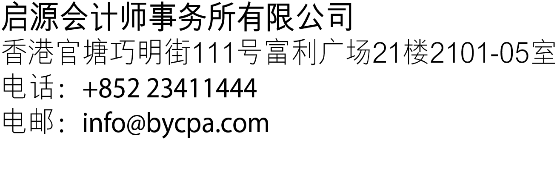 启源会计师事务所有限公司
香港官塘巧明街111号富利广场21楼2101-05室
电话：+852 23411444
电邮：info@bycpa.com